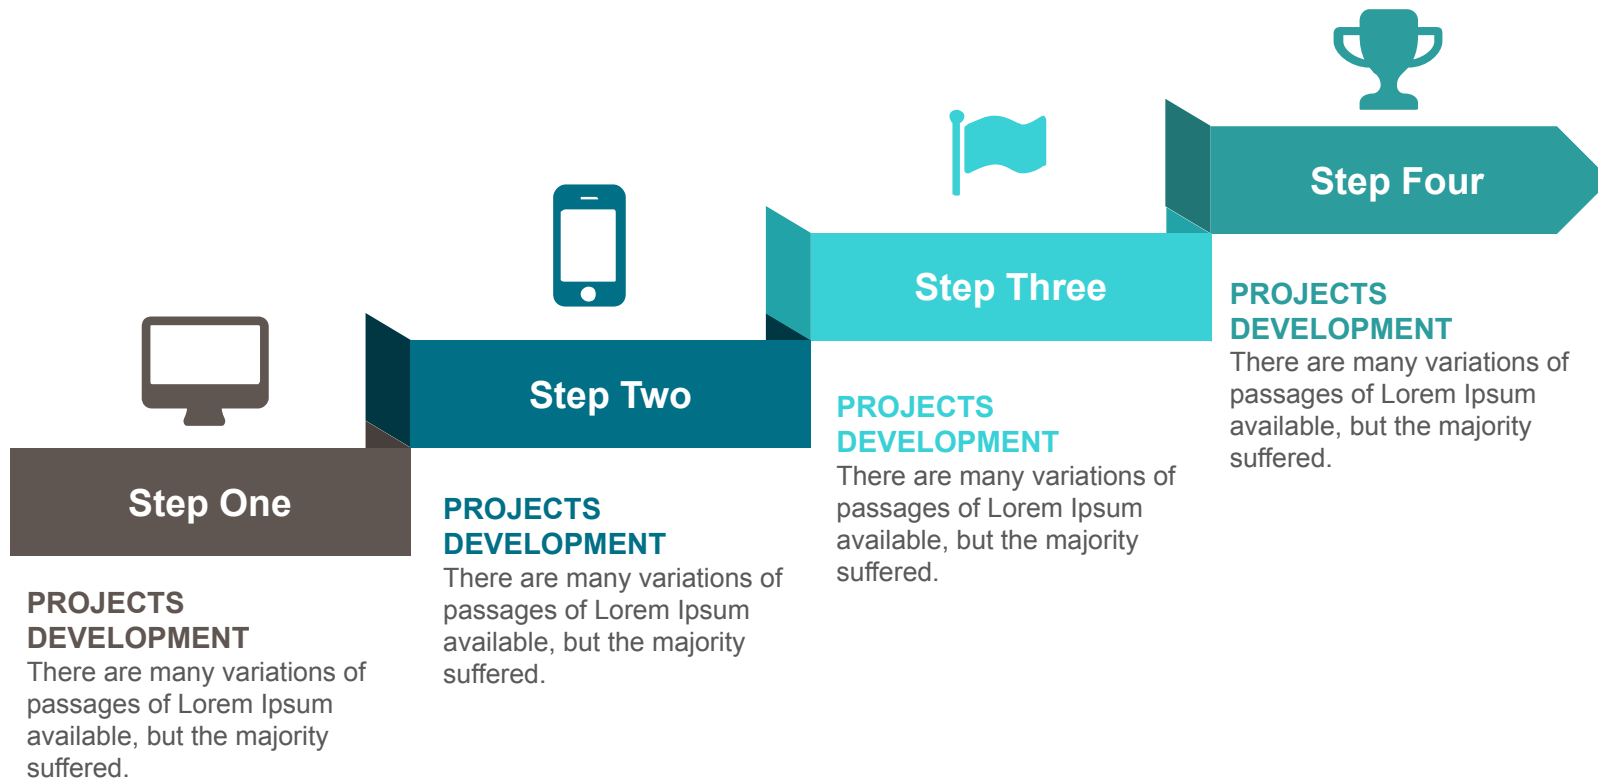 Step One
PROJECTS
DEVELOPMENT
There are many variations of
passages of Lorem Ipsum
available, but the majority
suffered.
Step Two
PROJECTS
DEVELOPMENT
There are many variations of
passages of Lorem Ipsum
available, but the majority
suffered.
Step Three
PROJECTS
DEVELOPMENT
There are many variations of
passages of Lorem Ipsum
available, but the majority
suffered.
Step Four
PROJECTS
DEVELOPMENT
There are many variations of
passages of Lorem Ipsum
available, but the majority
suffered.